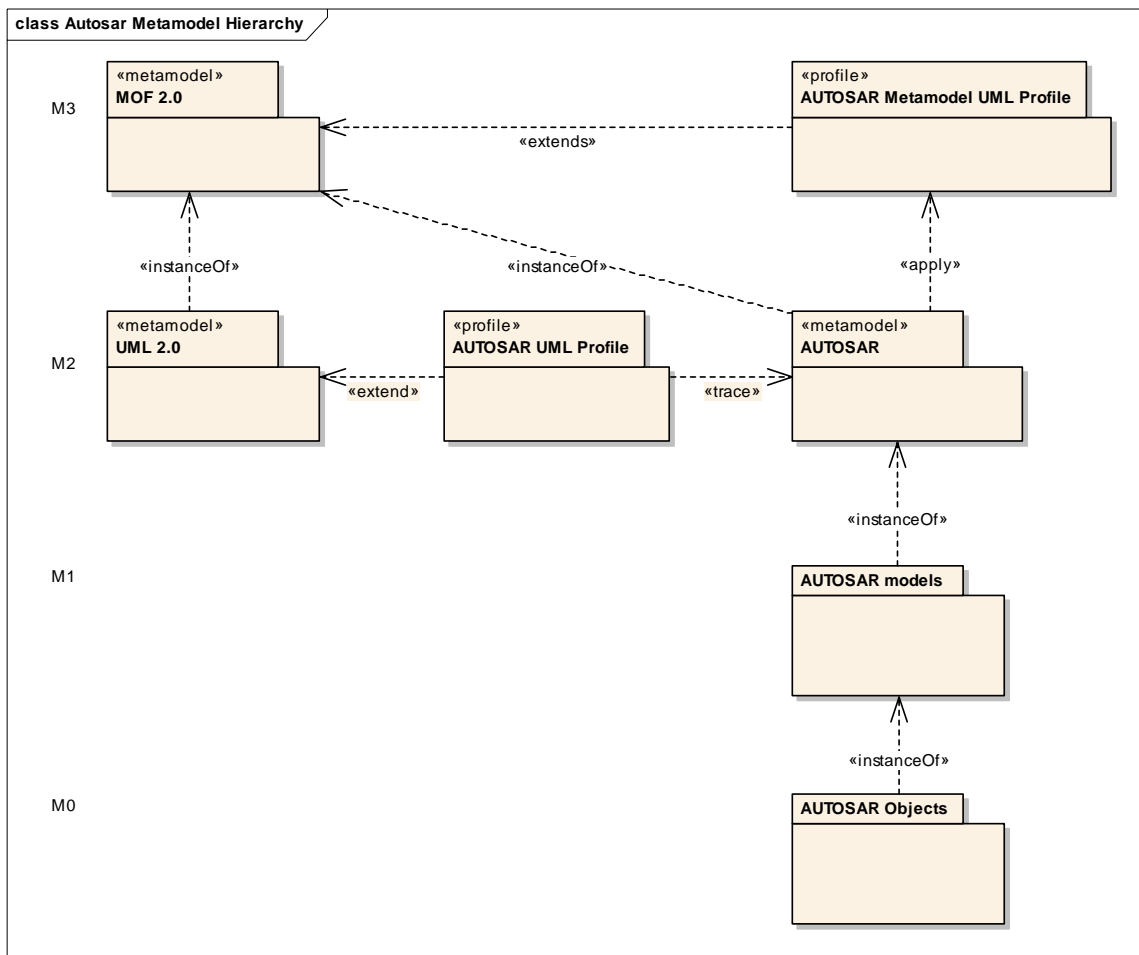 class Autosar Metamodel Hierarchy
«metamodel»
MOF 2.0
«profile»
AUTOSAR Metamodel UML Profile
M3
«extends»
«instanceOf»
«instanceOf»
«apply»
«metamodel»
UML 2.0
«profile»
AUTOSAR UML Profile
«metamodel»
AUTOSAR
M2
«extend»
«trace»
«instanceOf»
M1
AUTOSAR models
«instanceOf»
M0
AUTOSAR Objects